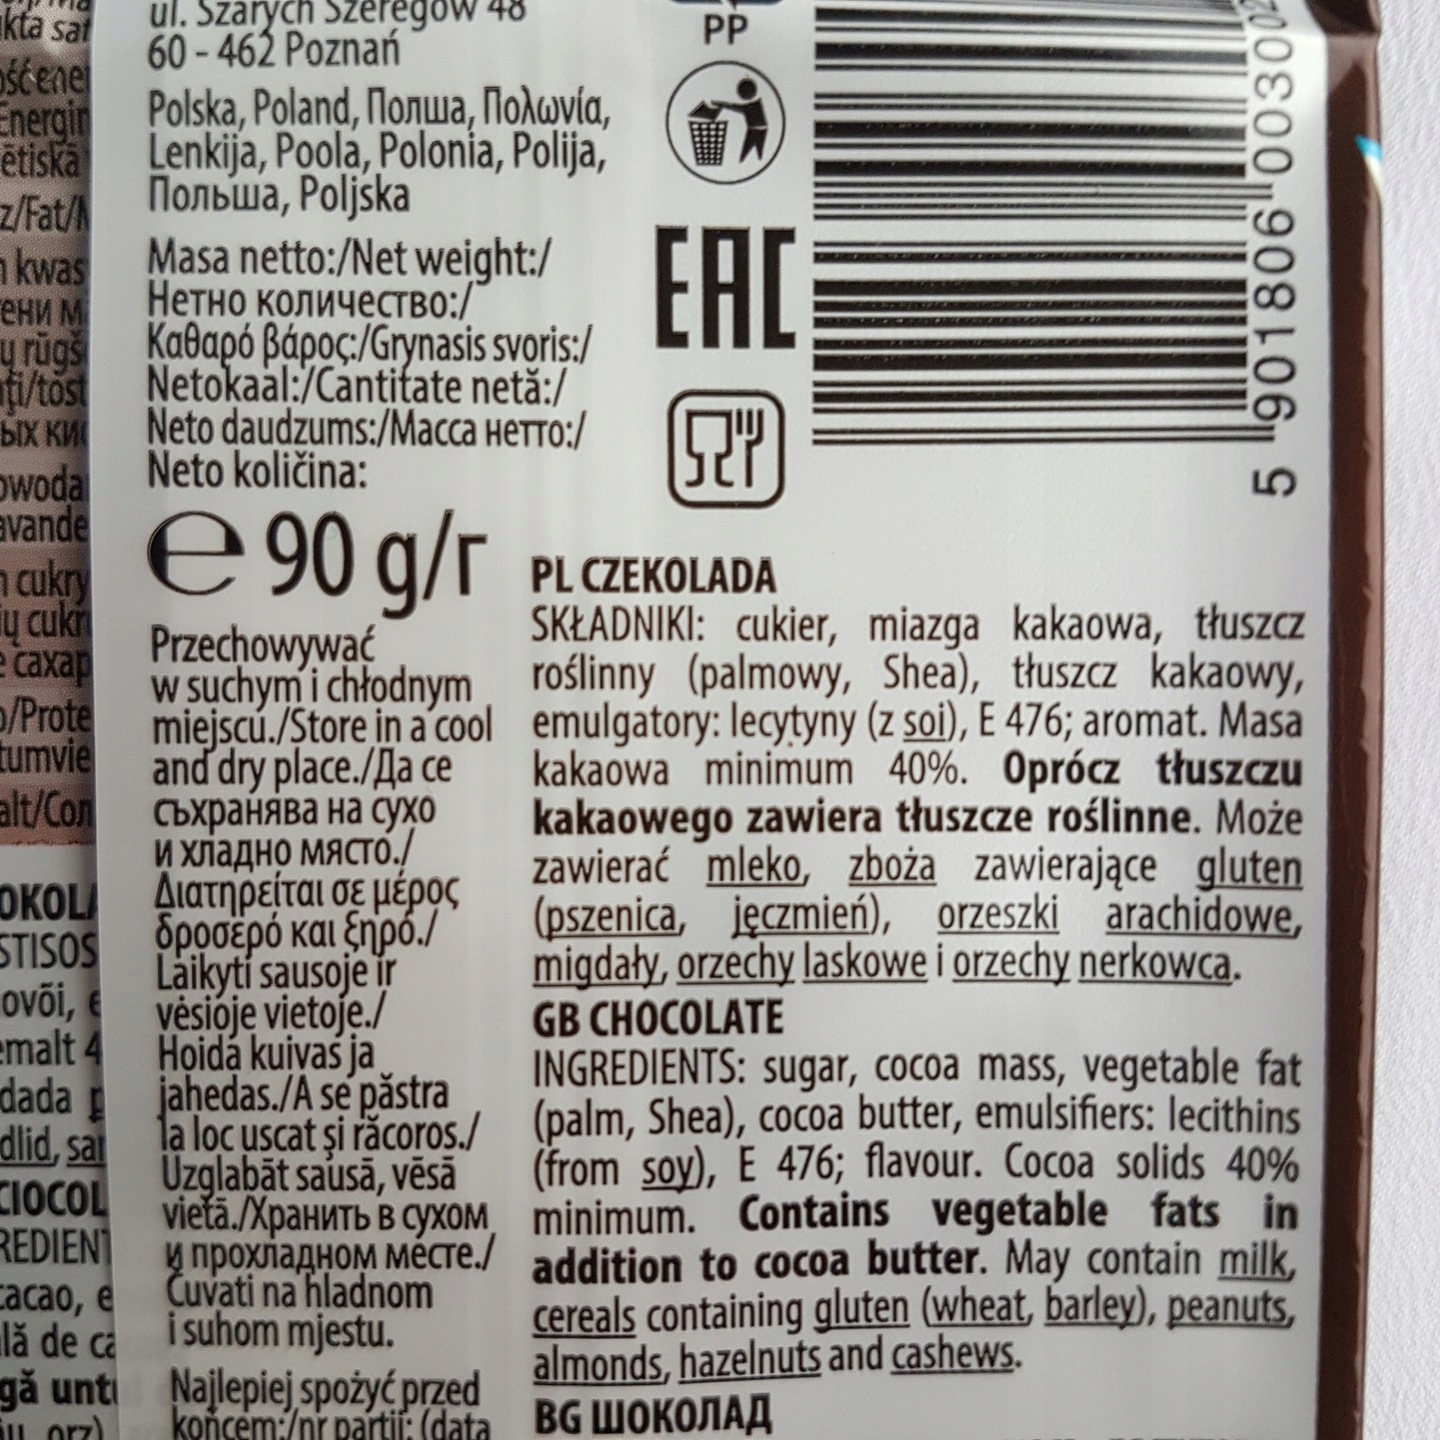 ul. Szarych Szeregów 48
60 - 462 Poznań
Polska, Poland, Полша, Πολωνία,
Lenkija, Poola, Polonia, Polija,
Польша, Poljska
Masa netto:/Net weight:/
Нетно количество:/
Καθαρό βάρος:/Grynasis svoris:/
Netokaal:/Cantitate netă:/
Neto daudzums:/Масса нетто:/
Neto količina:
℮ 90 g/г
Przechowywać
w suchym i chłodnym
miejscu./Store in a cool
and dry place./Да се
съхранява на сухо
и хладно място./
Διατηρείται σε μέρος
δροσερό και ξηρό./
Laikyti sausoje ir
vėsioje vietoje./
Hoida kuivas ja
jahedas./A se păstra
la loc uscat și răcoros./
Uzglabāt sausā, vēsā
vietā./Хранить в сухом
и прохладном месте./
Čuvati na hladnom
i suhom mjestu.
Najlepiej spożyć przed
końcem:/nr partii: (data
PP
EAC
5 901806 00300
PL CZEKOLADA
SKŁADNIKI: cukier, miazga kakaowa, tłuszcz
roślinny (palmowy, Shea), tłuszcz kakaowy,
emulgatory: lecytyny (z soi), E 476; aromat. Masa
kakaowa minimum 40%. Oprócz tłuszczu
kakaowego zawiera tłuszcze roślinne. Może
zawierać mleko, zboża zawierające gluten
(pszenica, jęczmień), orzeszki arachidowe,
migdały, orzechy laskowe i orzechy nerkowca.
GB CHOCOLATE
INGREDIENTS: sugar, cocoa mass, vegetable fat
(palm, Shea), cocoa butter, emulsifiers: lecithins
(from soy), E 476; flavour. Cocoa solids 40%
minimum. Contains vegetable fats in
addition to cocoa butter. May contain milk,
cereals containing gluten (wheat, barley), peanuts,
almonds, hazelnuts and cashews.
BG ШОКОЛАД